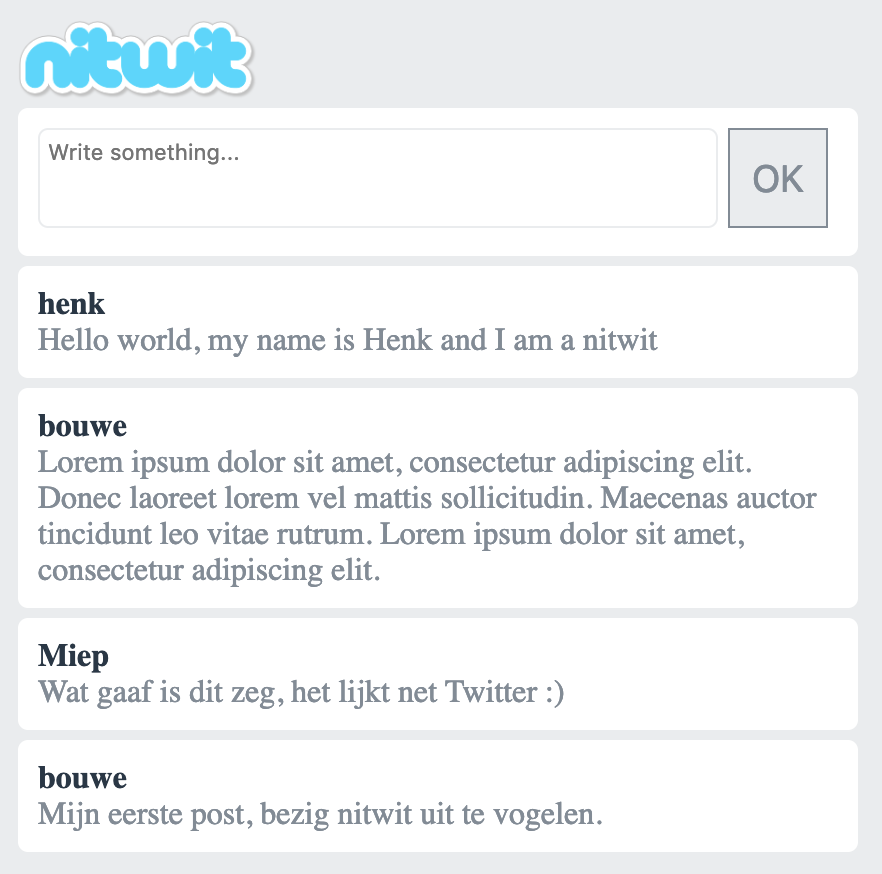 nitwit
Write something...
OK
henk
Hello world, my name is Henk and I am a nitwit
bouwe
Lorem ipsum dolor sit amet, consectetur adipiscing elit.
Donec laoreet lorem vel mattis sollicitudin. Maecenas auctor
tincidunt leo vitae rutrum. Lorem ipsum dolor sit amet,
consectetur adipiscing elit.
Miep
Wat gaaf is dit zeg, het lijkt net Twitter :)
bouwe
Mijn eerste post, bezig nitwit uit te vogelen.